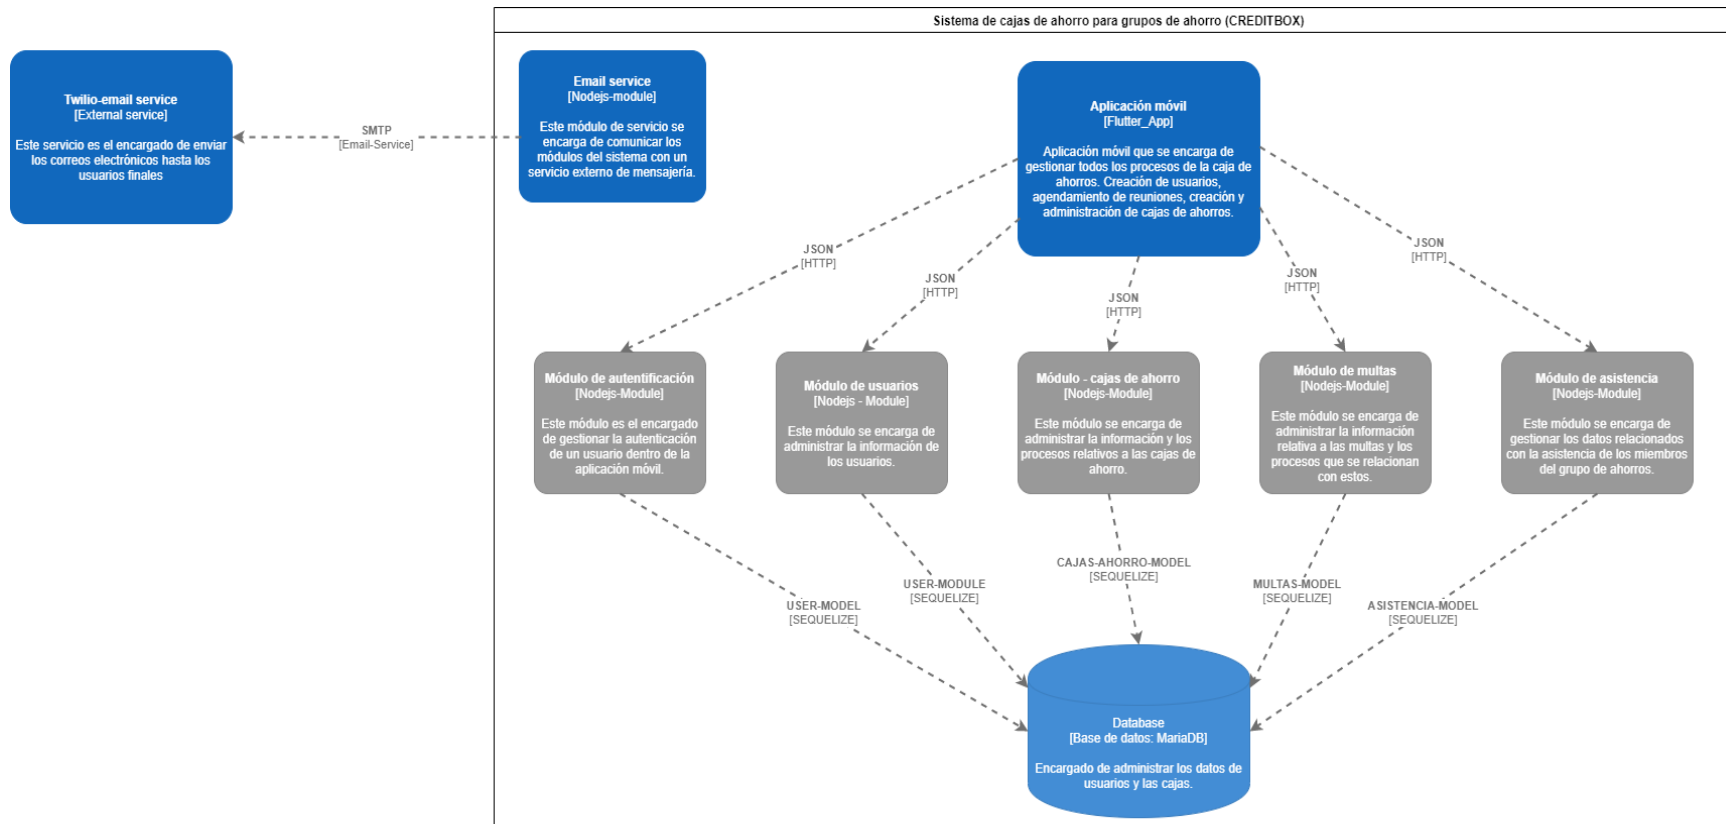 Sistema de cajas de ahorro para grupos de ahorro (CREDITBOX)
Twilio-email service
[External service]
Este servicio es el encargado de enviar
los correos electrónicos hasta los
usuarios finales
SMTP
[Email-Service]
Email service
[Nodejs-module]
Este módulo de servicio se
encarga de comunicar los
módulos del sistema con un
servicio externo de mensajería.
Aplicación móvil
[Flutter_App]
Aplicación móvil que se encarga de
gestionar todos los procesos de la caja de
ahorros. Creación de usuarios,
agendamiento de reuniones, creación y
administración de cajas de ahorros.
JSON
[HTTP]
JSON
[HTTP]
JSON
[HTTP]
JSON
[HTTP]
JSON
[HTTP]
Módulo de autentificación
[Nodejs-Module]
Este módulo es el encargado
de gestionar la autenticación
de un usuario dentro de la
aplicación móvil.
Módulo de usuarios
[Nodejs - Module]
Este módulo se encarga de
administrar la información de
los usuarios.
Módulo - cajas de ahorro
[Nodejs-Module]
Este módulo se encarga de
administrar la información y los
procesos relativos a las cajas de
ahorro.
Módulo de multas
[Nodejs-Module]
Este módulo se encarga de
administrar la información
relativa a las multas y los
procesos que se relacionan
con estos.
Módulo de asistencia
[Nodejs-Module]
Este módulo se encarga de
gestionar los datos relacionados
con la asistencia de los miembros
del grupo de ahorros.
USER-MODEL
[SEQUELIZE]
USER-MODULE
[SEQUELIZE]
CAJAS-AHORRO-MODEL
[SEQUELIZE]
MULTAS-MODEL
[SEQUELIZE]
ASISTENCIA-MODEL
[SEQUELIZE]
Database
[Base de datos: MariaDB]
Encargado de administrar los datos de
usuarios y las cajas.